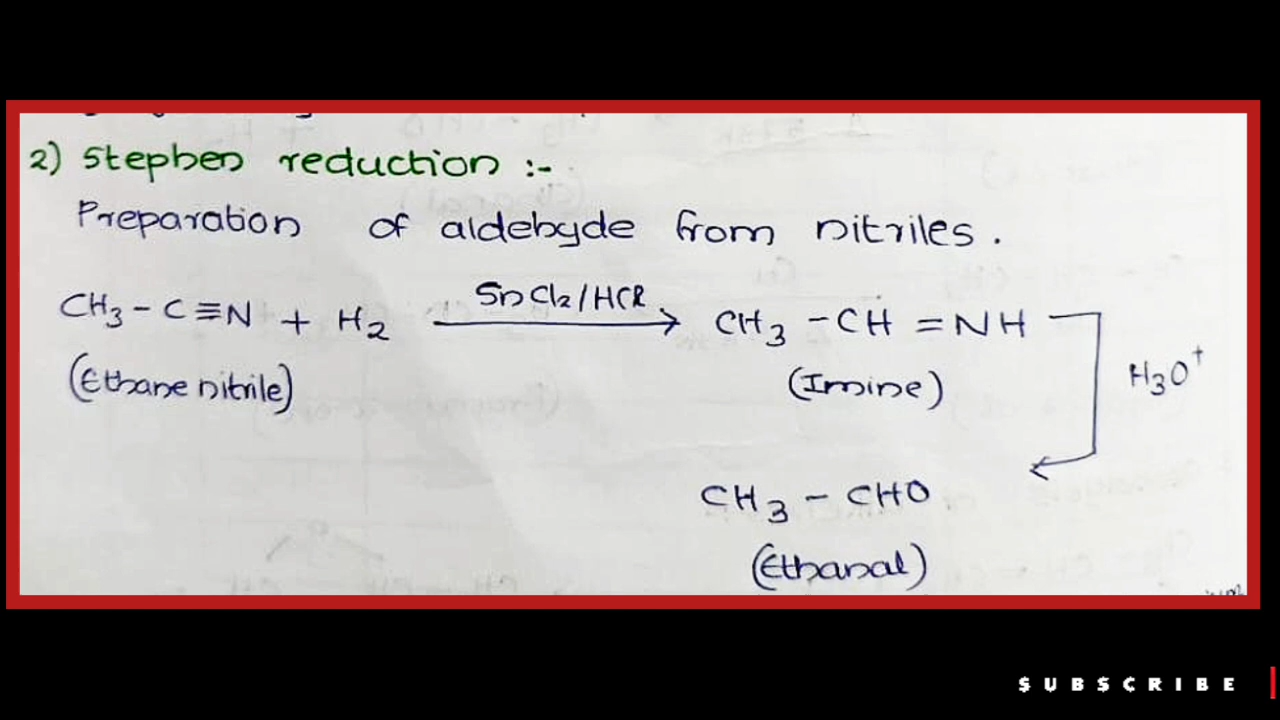 2) Stephen reduction :-
Preparation of aldehyde from nitriles.
CH₃ - C ≡ N + H₂ SnCl₂/HCl CH₃ - CH = NH
(Ethane nitrile) (Imine) H₃O⁺
CH₃ - CHO
(Ethanal)
SUBSCRIBE